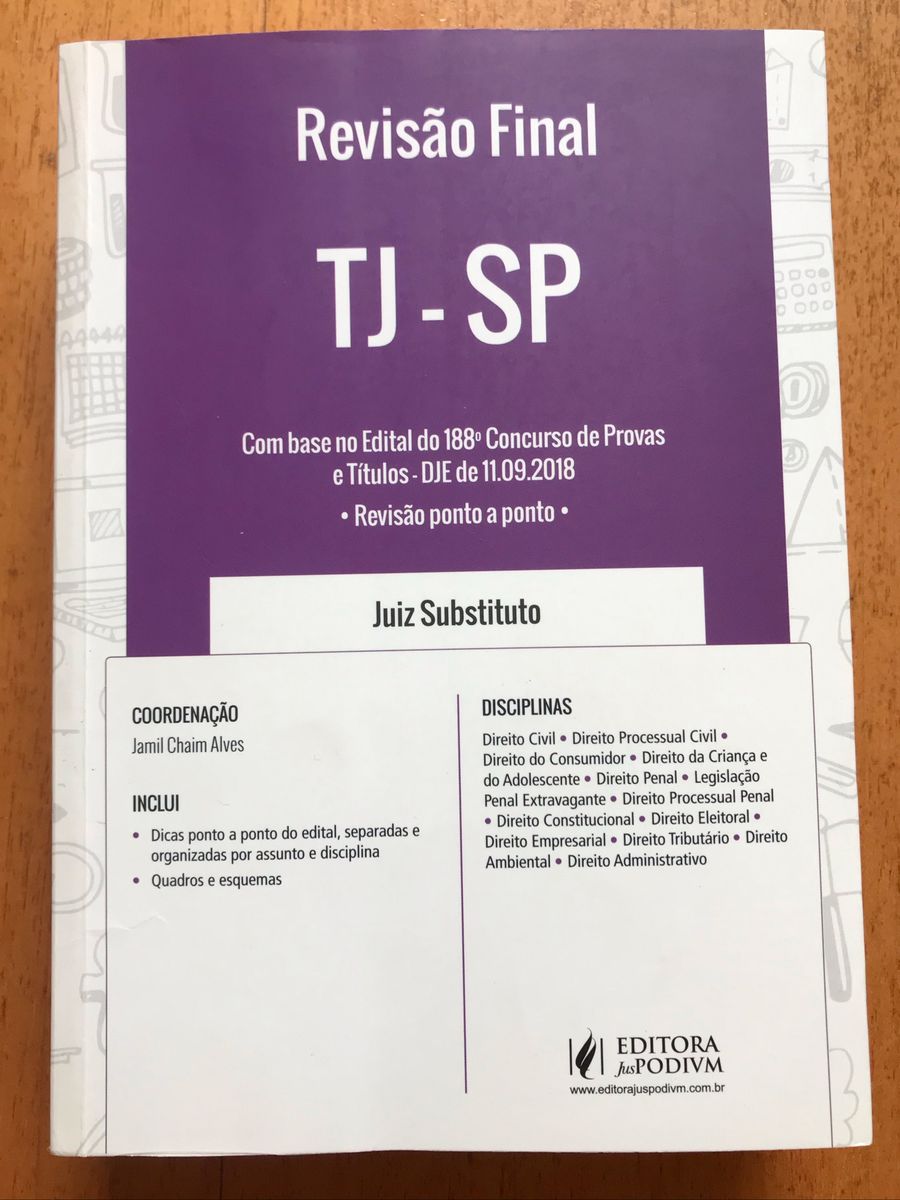 Revisão Final
TJ - SP
Com base no Edital do 188º Concurso de Provas
e Títulos - DJE de 11.09.2018
• Revisão ponto a ponto •
Juiz Substituto
COORDENAÇÃO
Jamil Chaim Alves
INCLUI
• Dicas ponto a ponto do edital, separadas e
organizadas por assunto e disciplina
• Quadros e esquemas
DISCIPLINAS
Direito Civil • Direito Processual Civil •
Direito do Consumidor • Direito da Criança e
do Adolescente • Direito Penal • Legislação
Penal Extravagante • Direito Processual Penal
• Direito Constitucional • Direito Eleitoral •
Direito Empresarial • Direito Tributário • Direito
Ambiental • Direito Administrativo
EDITORA
JusPODIVM
www.editorajuspodivm.com.br